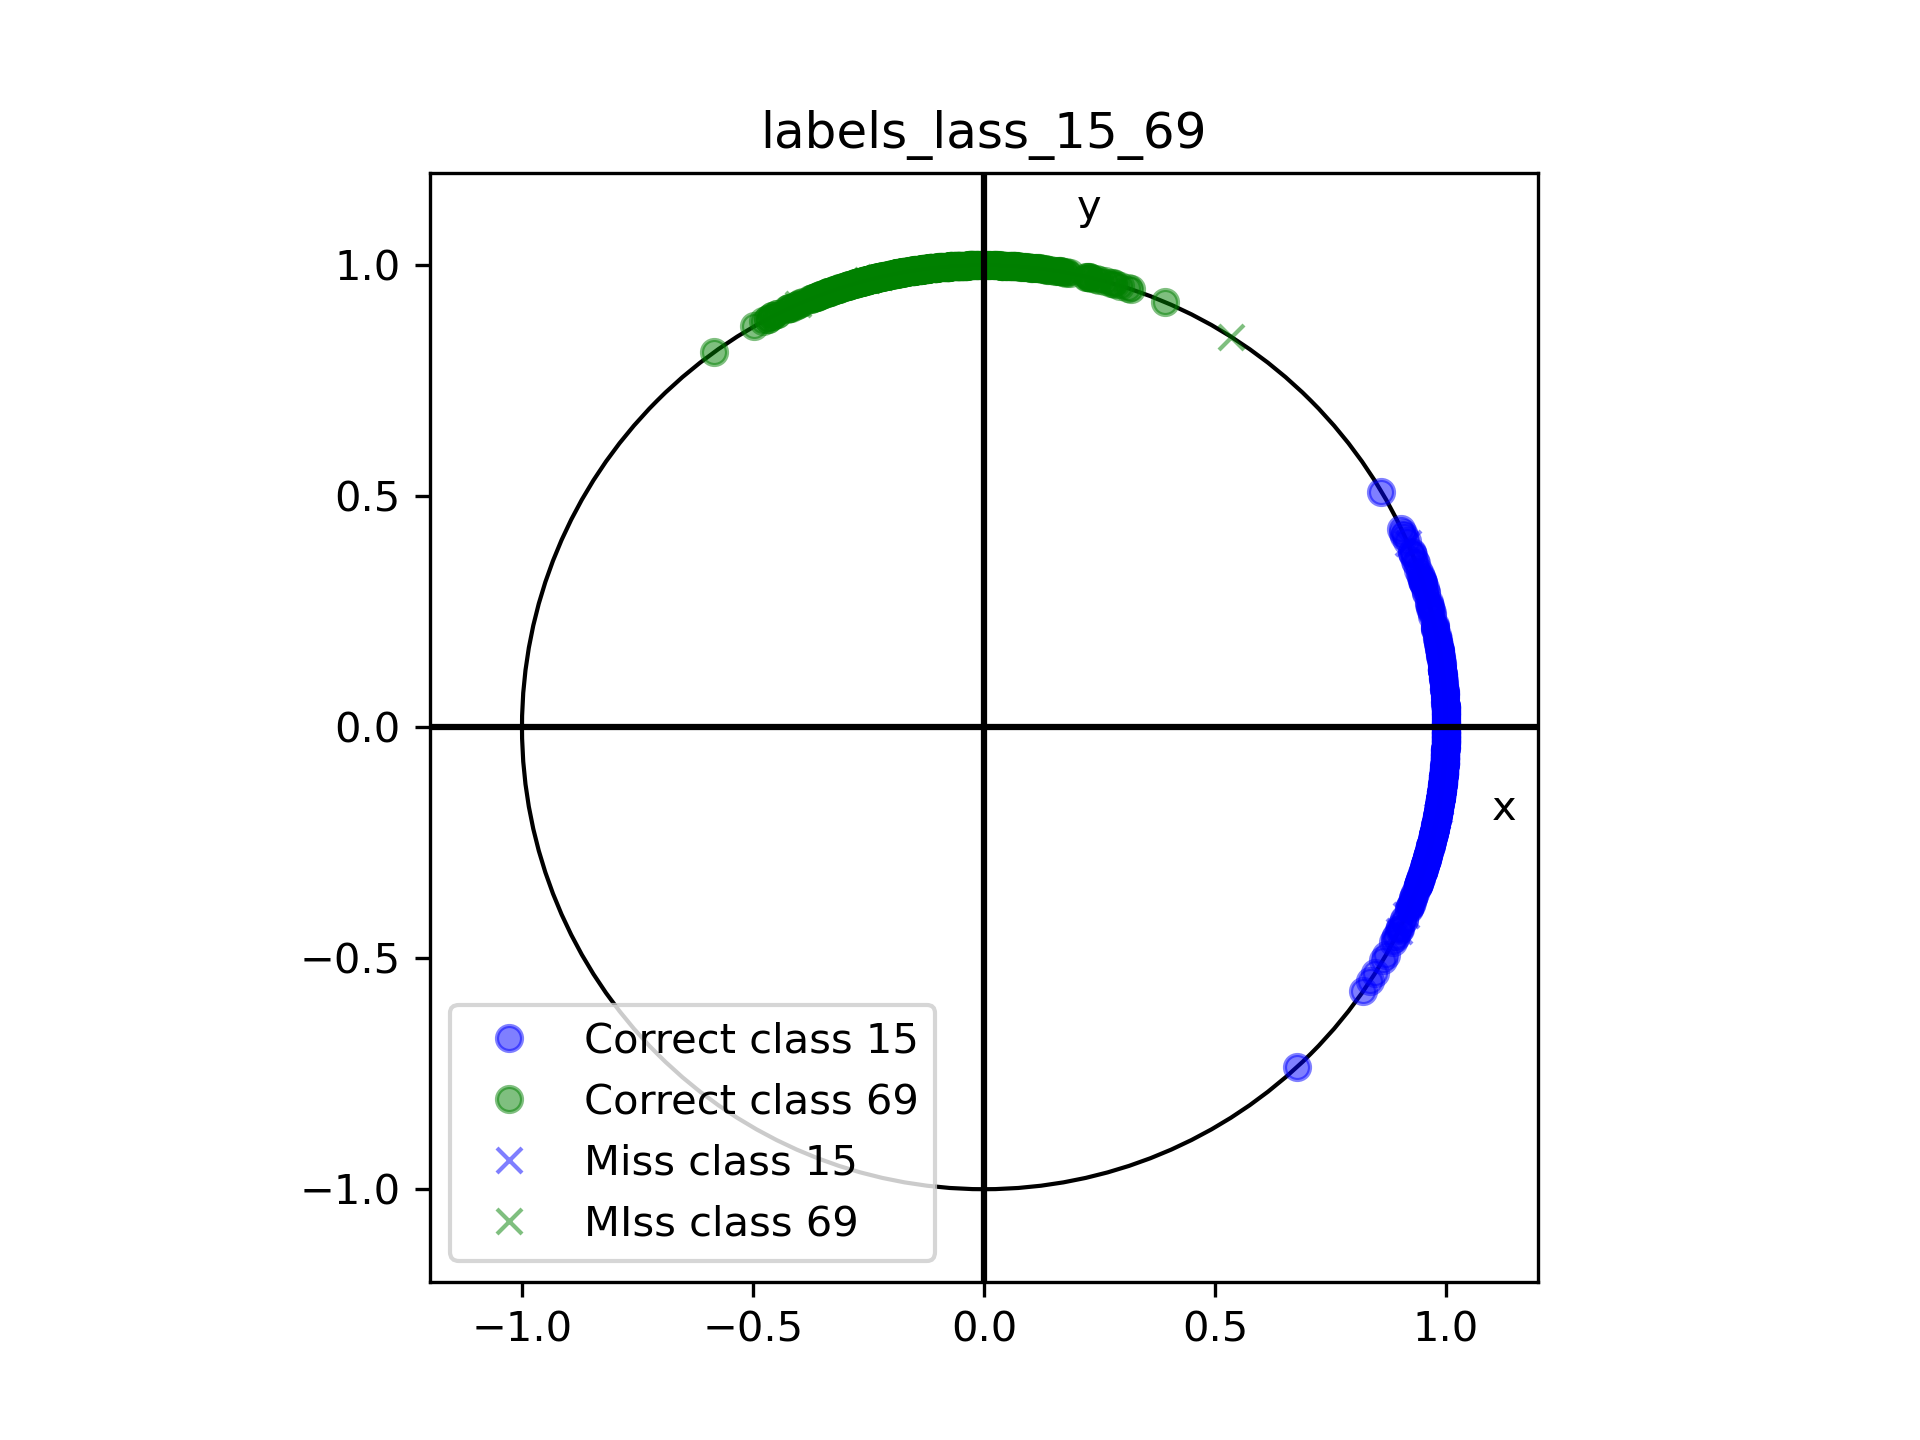 labels_lass_15_69
y
1.0
0.5
0.0
x
−0.5
−1.0
Correct class 15
Correct class 69
Miss class 15
MIss class 69
−1.0 −0.5 0.0 0.5 1.0